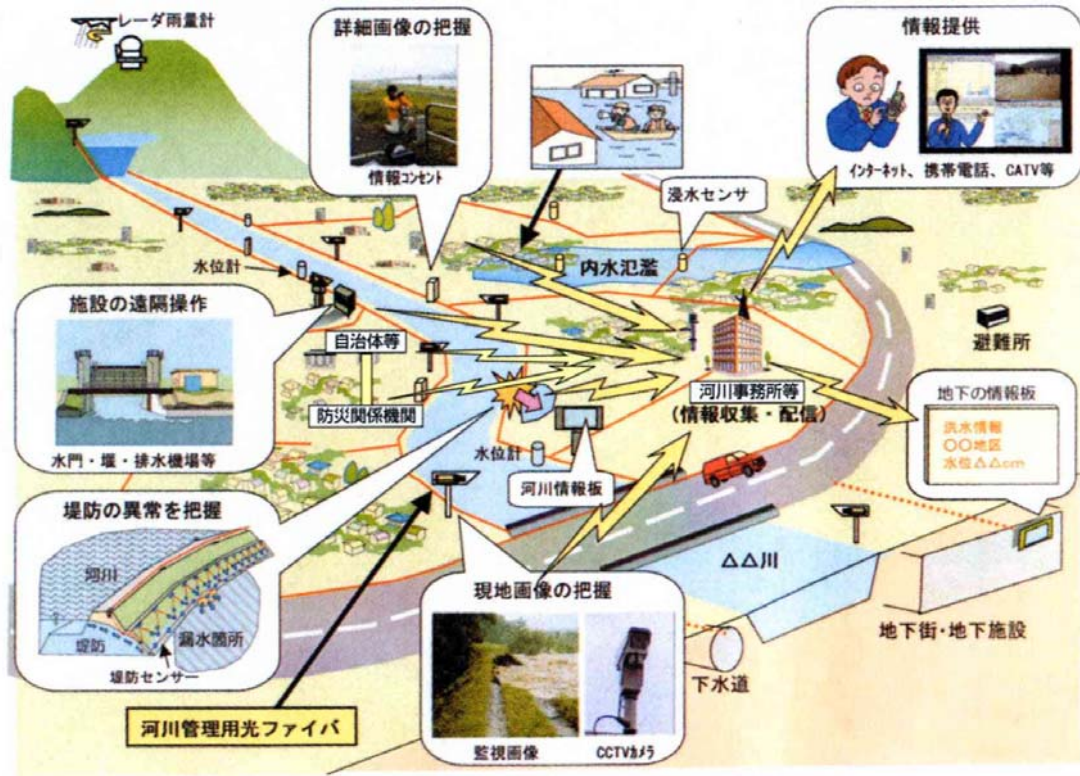 レーダ雨量計
詳細画像の把握
情報コンセント
情報提供
インターネット、携帯電話、CATV等
浸水センサ
内水氾濫
水位計
施設の遠隔操作
水門・堰・排水機場等
自治体等
防災関係機関
河川事務所等
(情報収集・配信)
避難所
地下の情報板
洪水情報
〇〇地区
水位△△cm
水位計
河川情報板
堤防の異常を把握
河川
堤防
漏水箇所
堤防センサー
現地画像の把握
監視画像
CCTVカメラ
△△川
地下街・地下施設
下水道
河川管理用光ファイバ